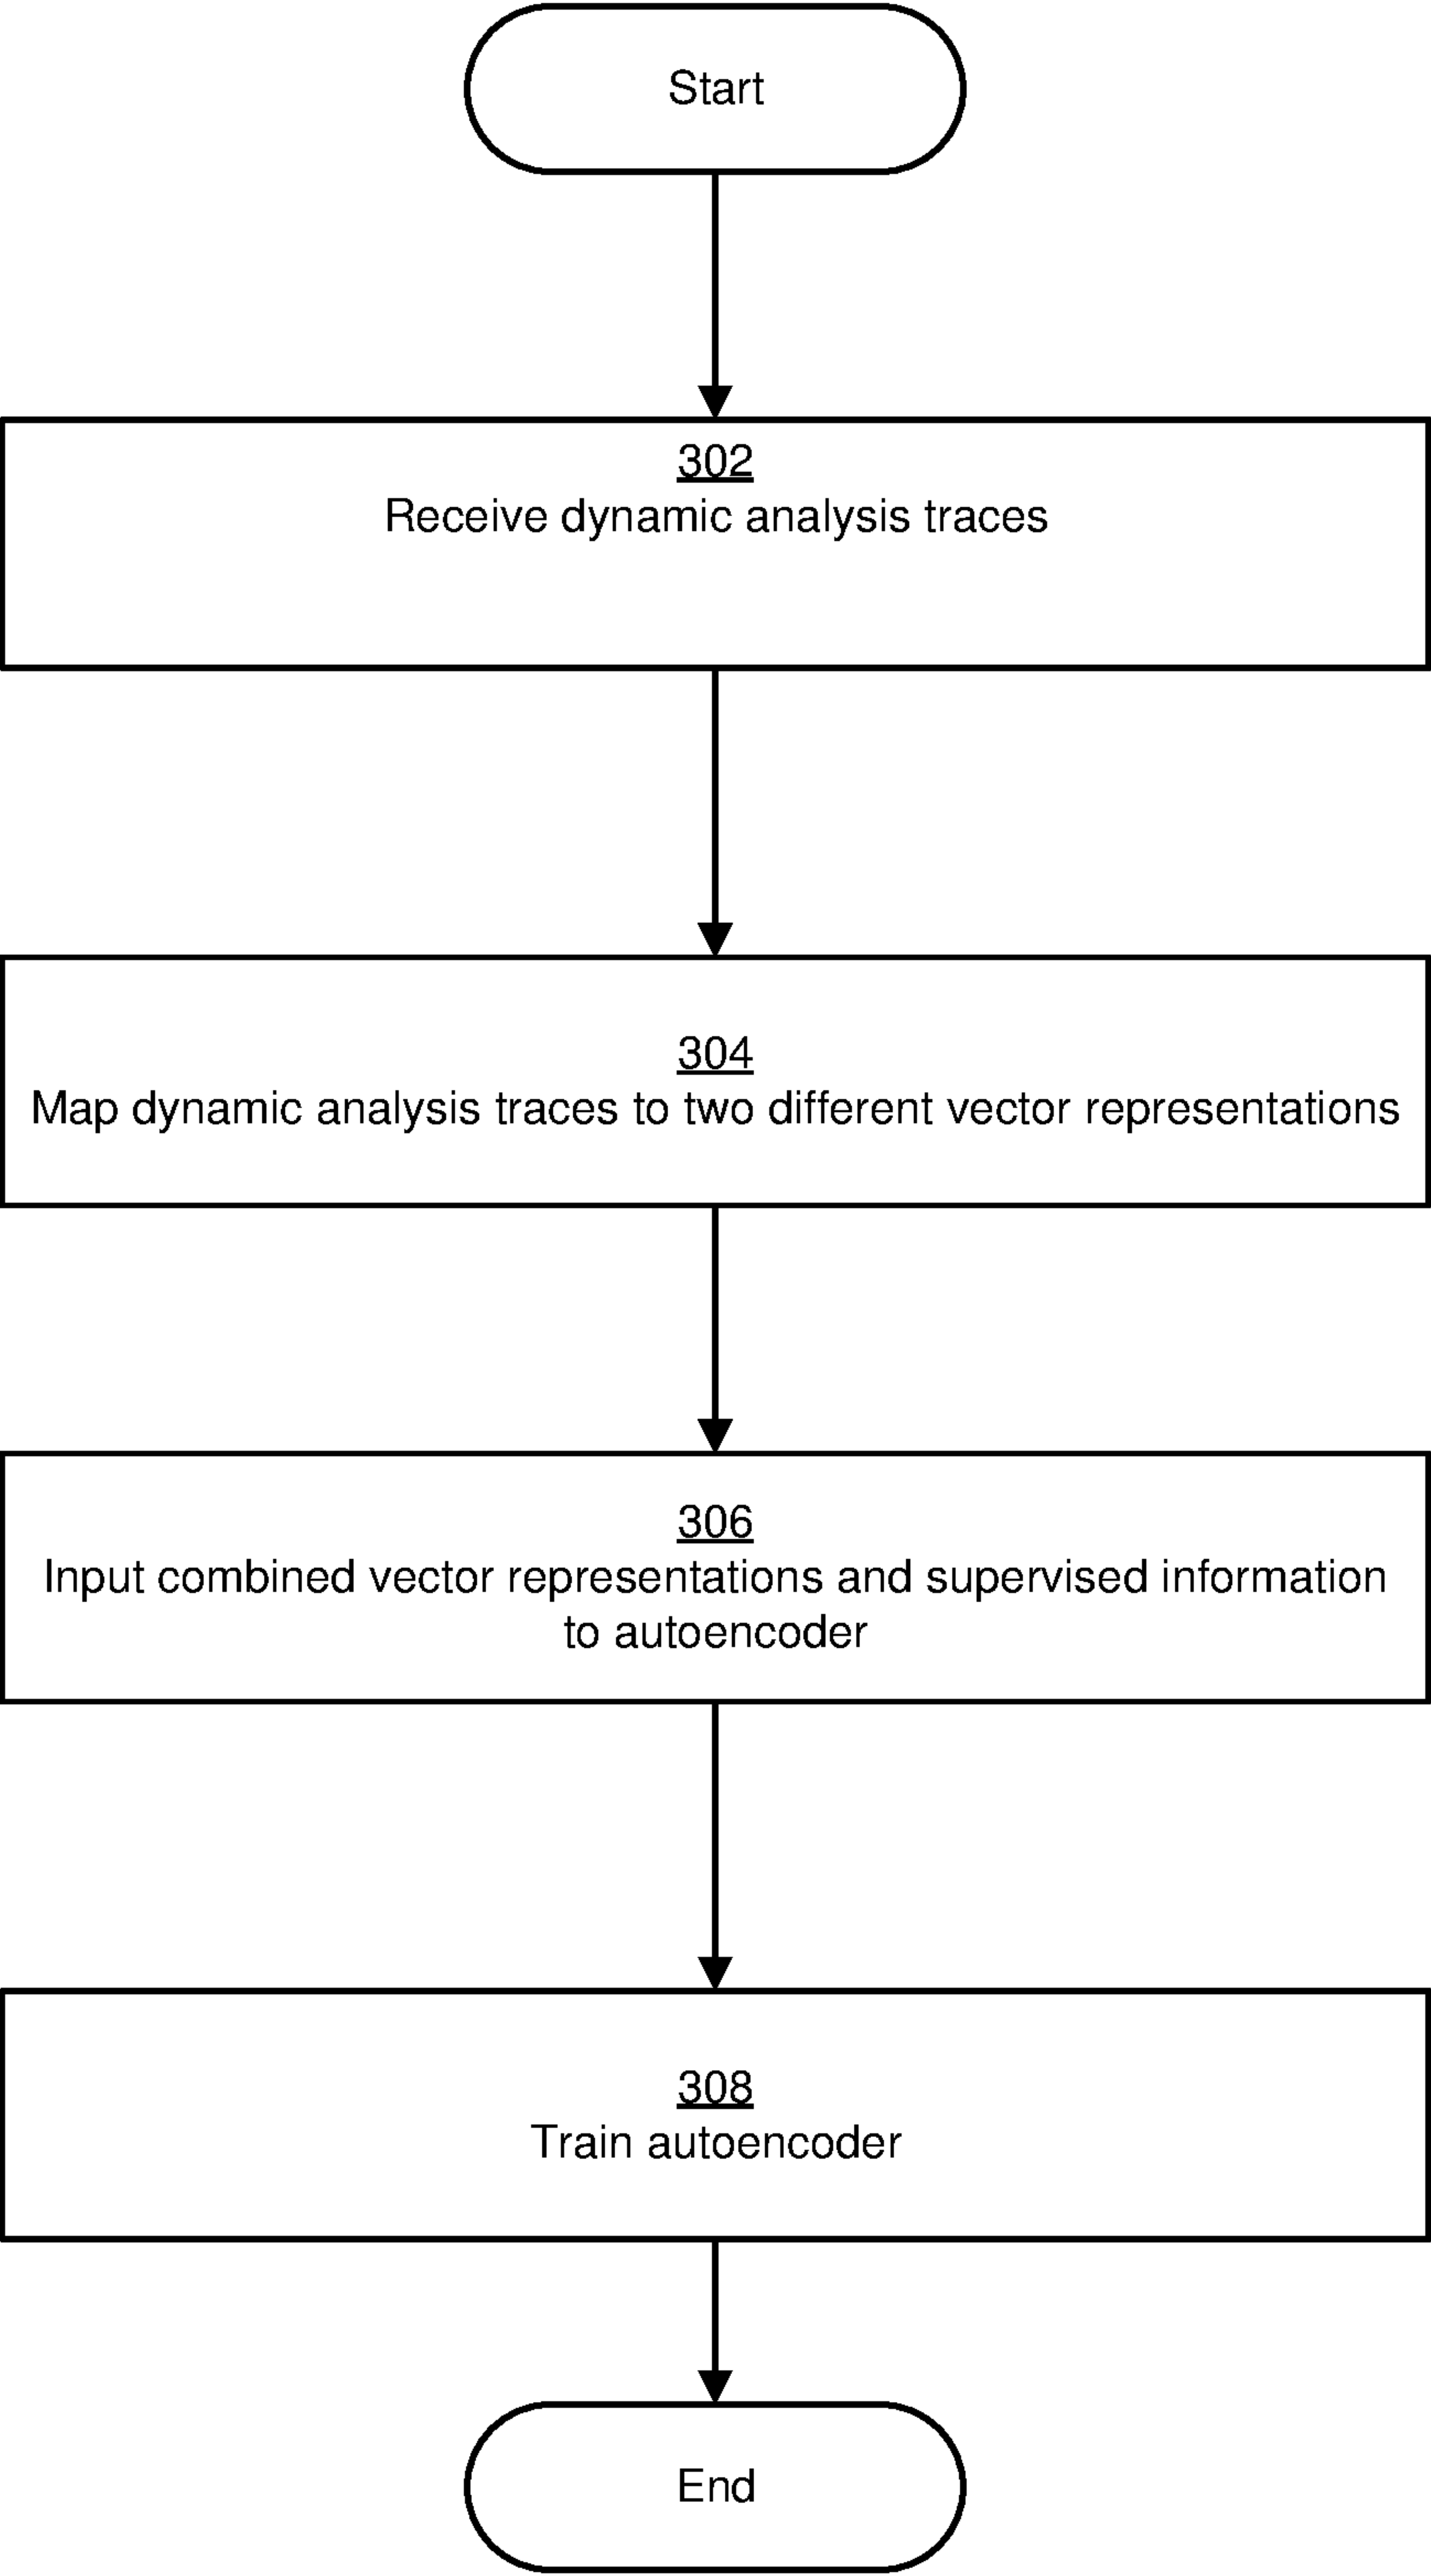 Start
302
Receive dynamic analysis traces
304
Map dynamic analysis traces to two different vector representations
306
Input combined vector representations and supervised information
to autoencoder
308
Train autoencoder
End